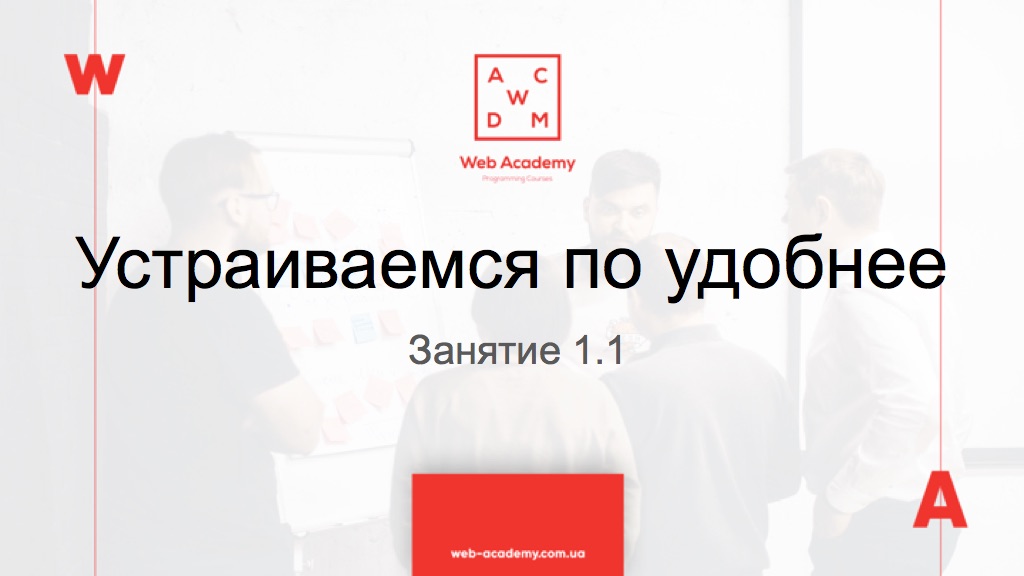 W
A C
W
D M
Web Academy
Programming Courses
Устраиваемся по удобнее
Занятие 1.1
A
web-academy.com.ua